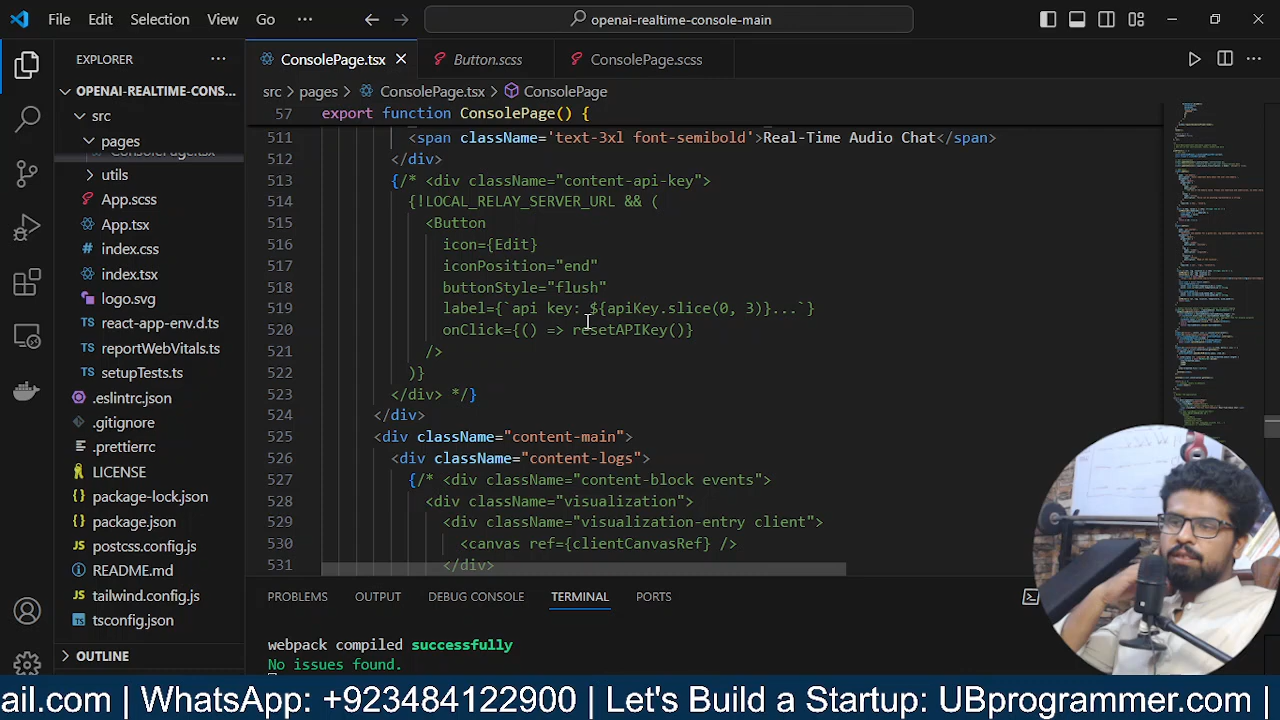 File Edit Selection View Go ··· openai-realtime-console-main
EXPLORER ···
ConsolePage.tsx
Button.scss
ConsolePage.scss
OPENAI-REALTIME-CONS...
src
pages
ConsolePage.tsx
utils
App.scss
App.tsx
index.css
index.tsx
logo.svg
react-app-env.d.ts
reportWebVitals.ts
setupTests.ts
.eslintrc.json
.gitignore
.prettierrc
LICENSE
package-lock.json
package.json
postcss.config.js
README.md
tailwind.config.js
tsconfig.json
OUTLINE
src > pages > ConsolePage.tsx > ConsolePage
57 export function ConsolePage() {
511 <span className='text-3xl font-semibold'>Real-Time Audio Chat</span>
512 </div>
513 {/* <div className="content-api-key">
514 {!LOCAL_RELAY_SERVER_URL && (
515 <Button
516 icon={Edit}
517 iconPosition="end"
518 buttonStyle="flush"
519 label={`api key: ${apiKey.slice(0, 3)}...`}
520 onClick={() => resetAPIKey()}
521 />
522 )}
523 </div> */}
524 </div>
525 <div className="content-main">
526 <div className="content-logs">
527 {/* <div className="content-block events">
528 <div className="visualization">
529 <div className="visualization-entry client">
530 <canvas ref={clientCanvasRef} />
531 </div>
PROBLEMS OUTPUT DEBUG CONSOLE TERMINAL PORTS
webpack compiled successfully
No issues found.
ail.com | WhatsApp: +923484122900 | Let's Build a Startup: UBprogrammer.com |